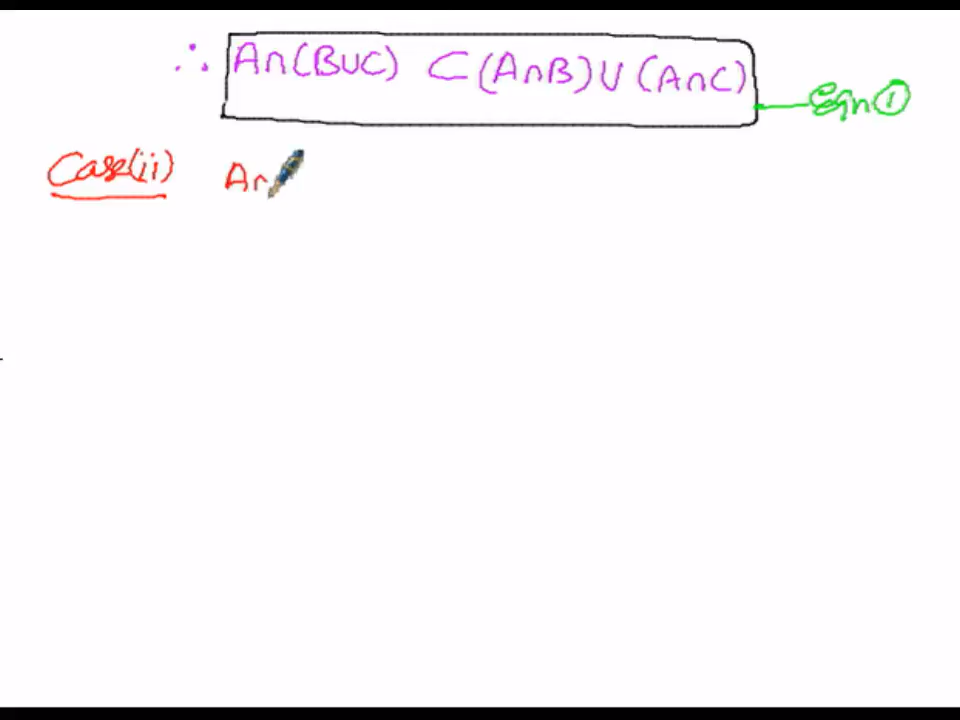 ∴ A∩(B∪C) ⊂ (A∩B)∪(A∩C)
Eqn ①
Case(ii) A∩